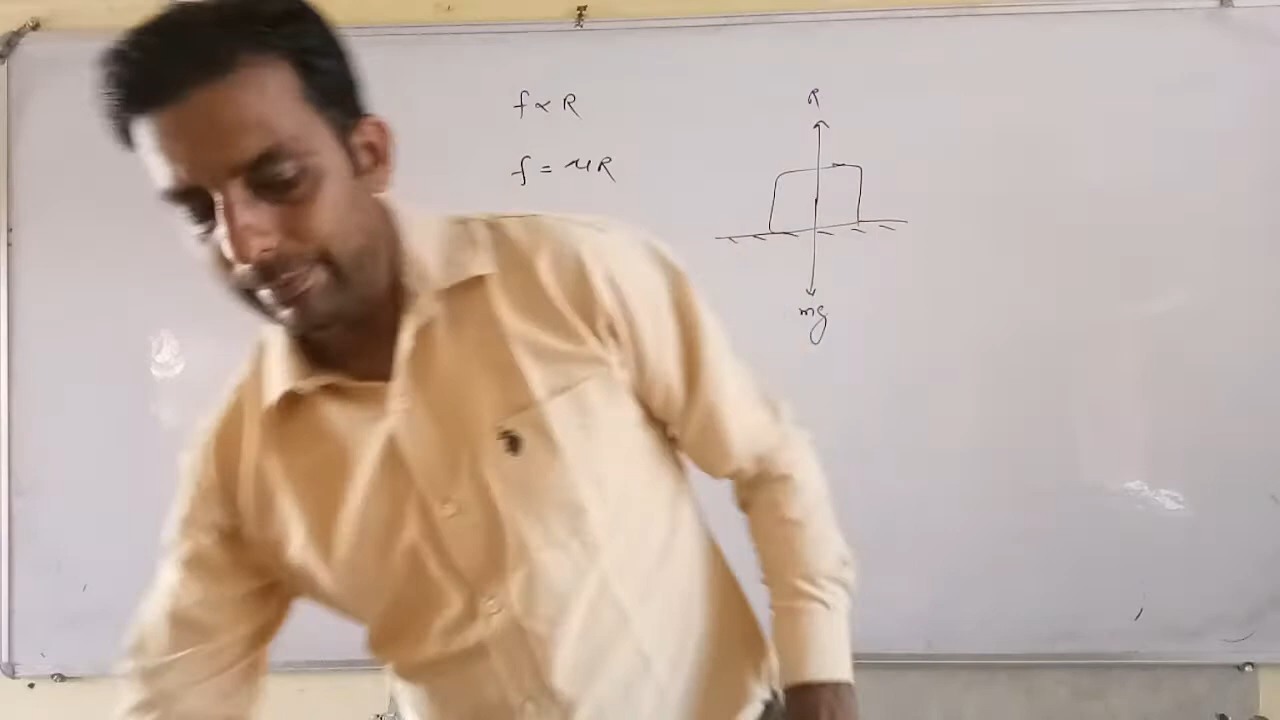 f ∝ R
f = μR
R
mg